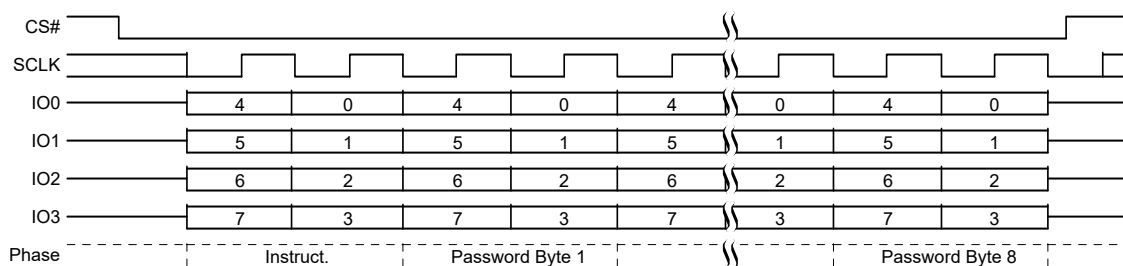 CS#
SCLK
IO0 4 0 4 0 4 0 4 0
IO1 5 1 5 1 5 1 5 1
IO2 6 2 6 2 6 2 6 2
IO3 7 3 7 3 7 3 7 3
Phase Instruct. Password Byte 1 Password Byte 8